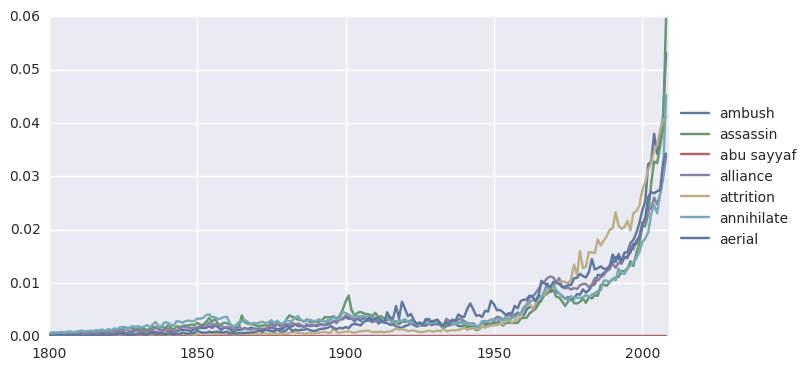 0.06
0.05
0.04
0.03
0.02
0.01
0.00
1800
1850
1900
1950
2000
ambush
assassin
abu sayyaf
alliance
attrition
annihilate
aerial